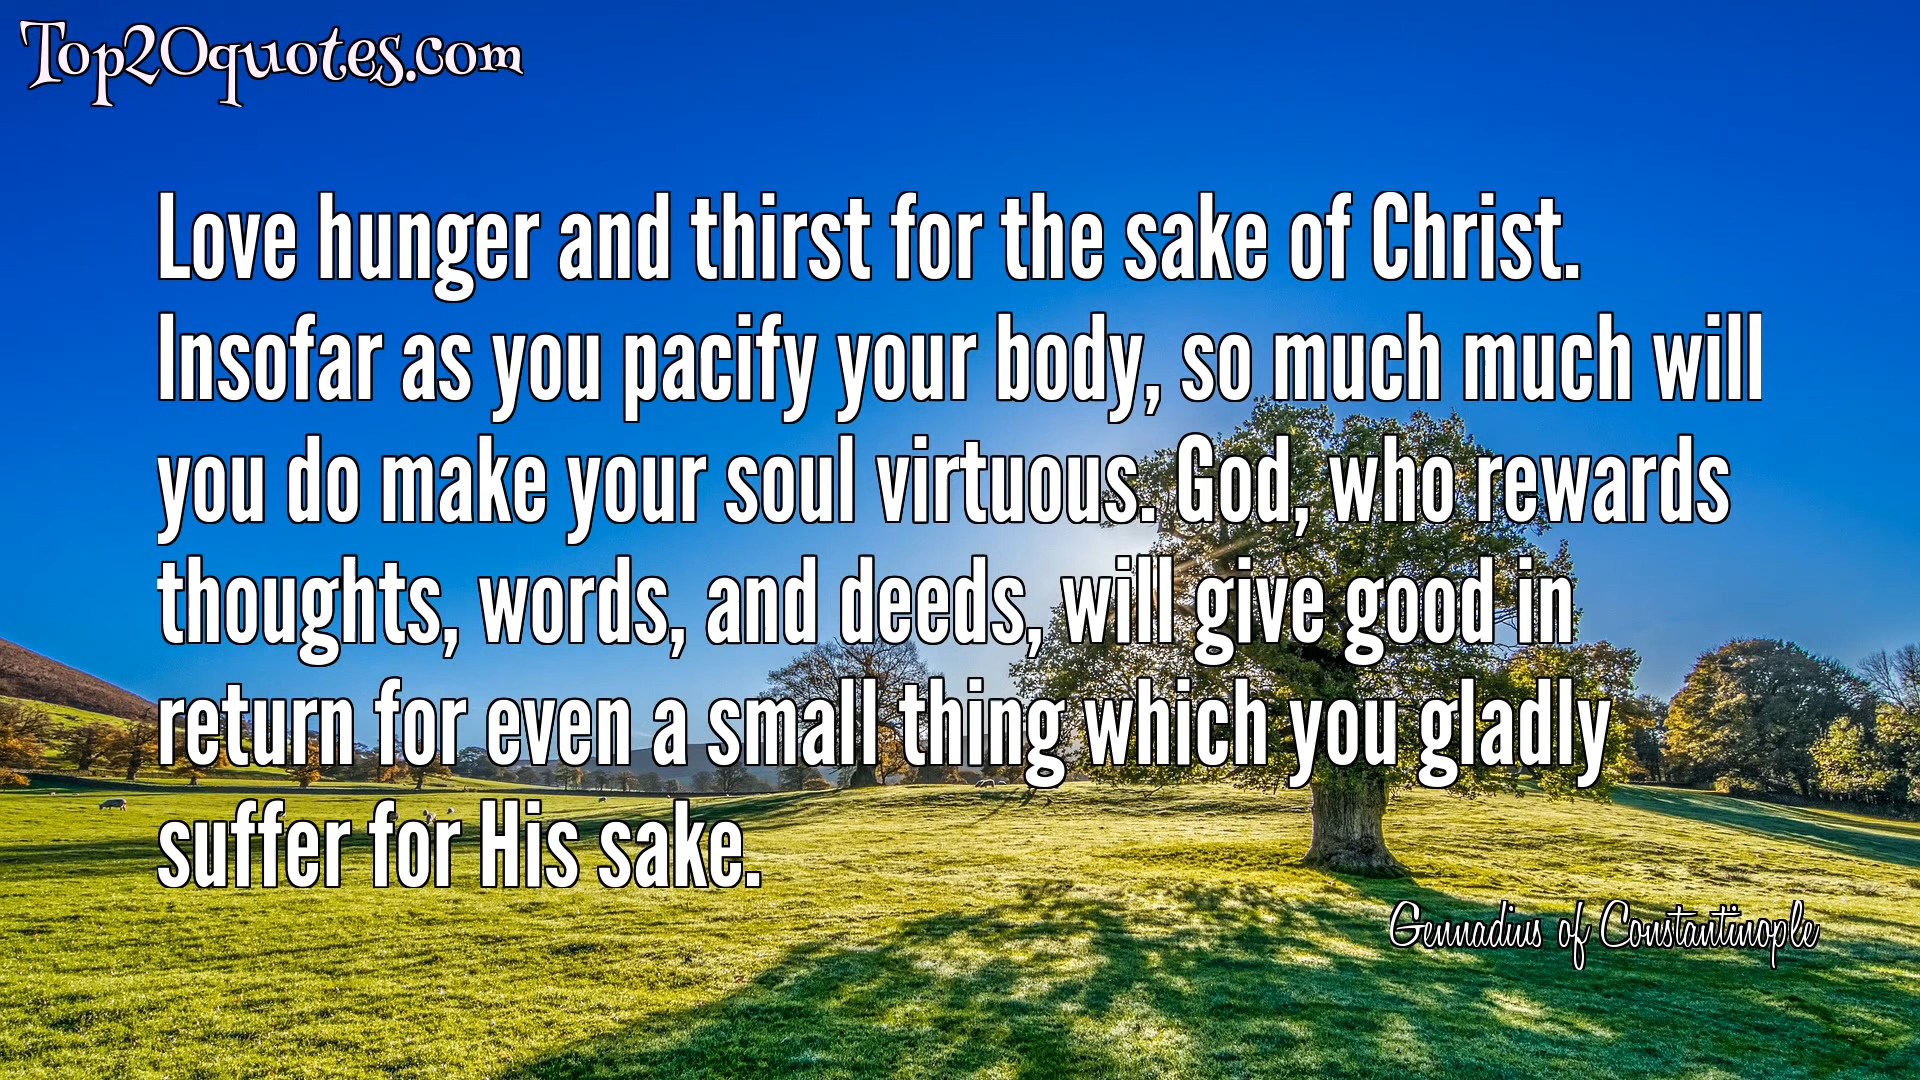 Top20quotes.com
Love hunger and thirst for the sake of Christ.
Insofar as you pacify your body, so much much will
you do make your soul virtuous. God, who rewards
thoughts, words, and deeds, will give good in
return for even a small thing which you gladly
suffer for His sake.
Gennadius of Constantinople